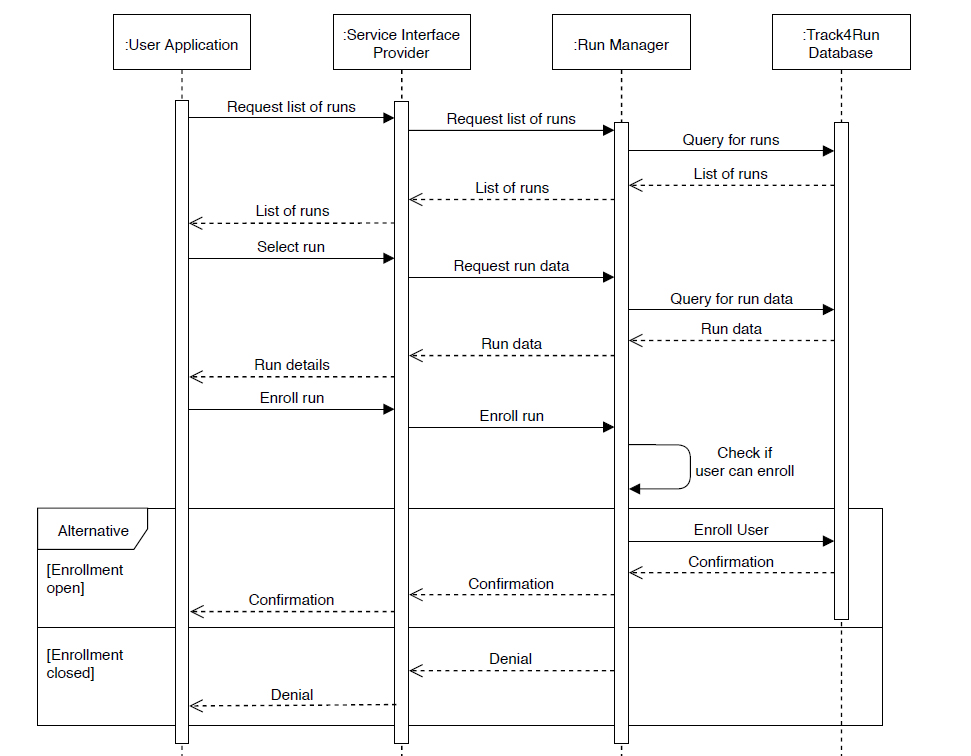 :User Application
:Service Interface
Provider
:Run Manager
:Track4Run
Database
Request list of runs
Request list of runs
Query for runs
List of runs
List of runs
List of runs
Select run
Request run data
Query for run data
Run data
Run data
Run details
Enroll run
Enroll run
Check if
user can enroll
Alternative
Enroll User
[Enrollment
open]
Confirmation
Confirmation
Confirmation
[Enrollment
closed]
Denial
Denial